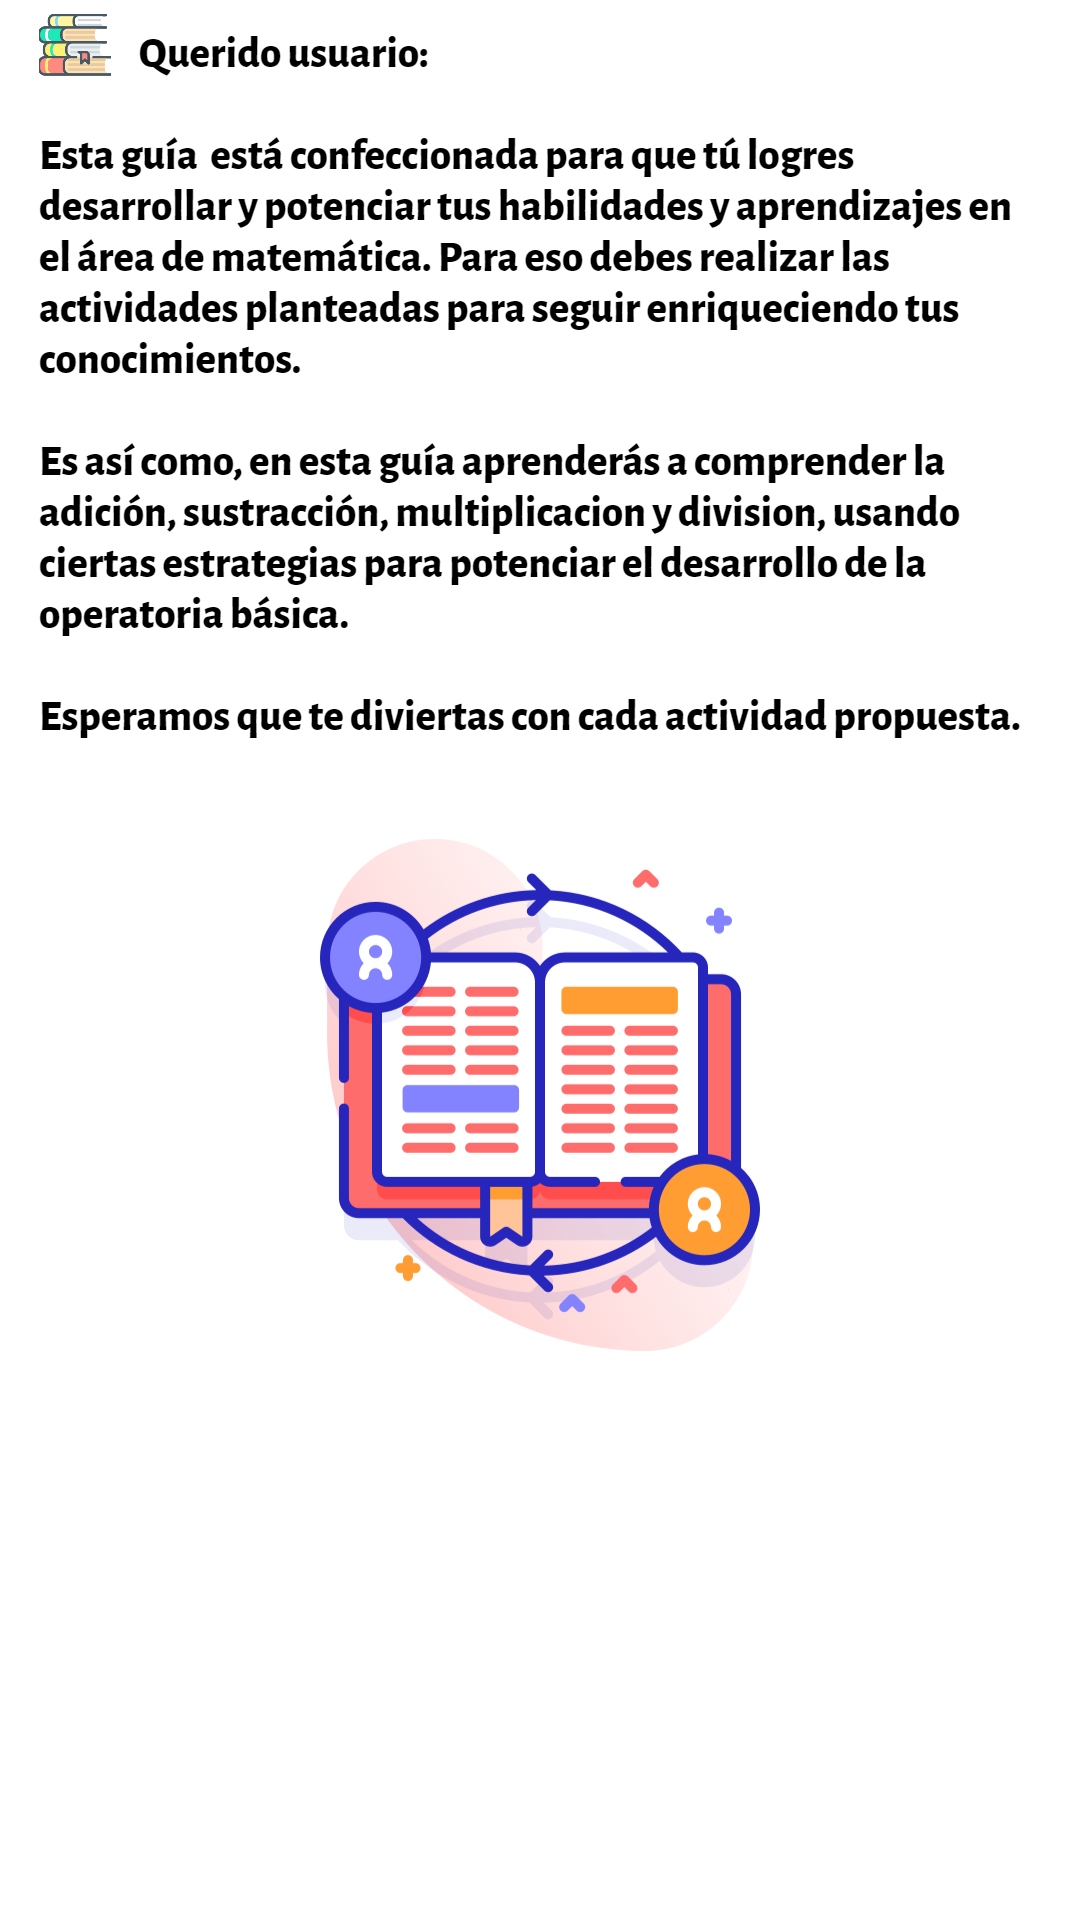 Querido usuario:
Esta guía  está confeccionada para que tú logres
desarrollar y potenciar tus habilidades y aprendizajes en
el área de matemática. Para eso debes realizar las
actividades planteadas para seguir enriqueciendo tus
conocimientos.
Es así como, en esta guía aprenderás a comprender la
adición, sustracción, multiplicacion y division, usando
ciertas estrategias para potenciar el desarrollo de la
operatoria básica.
Esperamos que te diviertas con cada actividad propuesta.